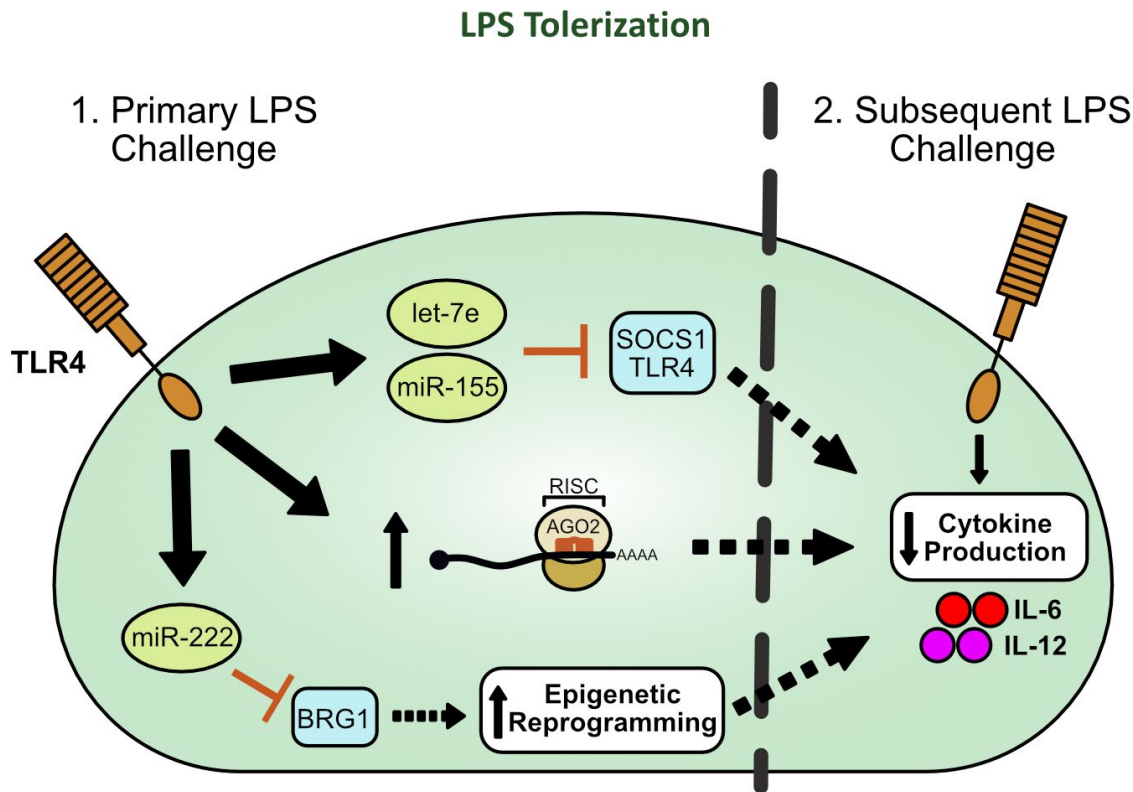 LPS Tolerization
1. Primary LPS
Challenge
2. Subsequent LPS
Challenge
TLR4
let-7e
miR-155
SOCS1
TLR4
RISC
AGO2
AAAA
Cytokine
Production
IL-6
IL-12
miR-222
BRG1
Epigenetic
Reprogramming